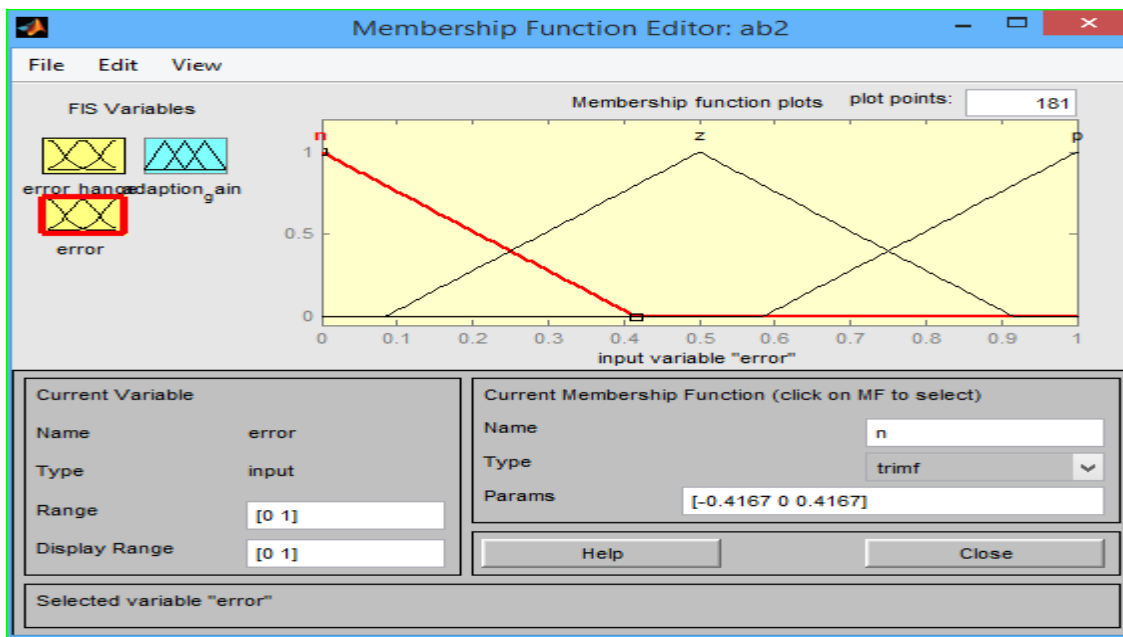 Membership Function Editor: ab2
File Edit View
FIS Variables
Membership function plots plot points: 181
error_hange
adaption_gain
error
n z p
1
0.5
0
0 0.1 0.2 0.3 0.4 0.5 0.6 0.7 0.8 0.9 1
input variable "error"
Current Variable
Name error
Type input
Range [0 1]
Display Range [0 1]
Current Membership Function (click on MF to select)
Name n
Type trimf
Params [-0.4167 0 0.4167]
Help Close
Selected variable "error"